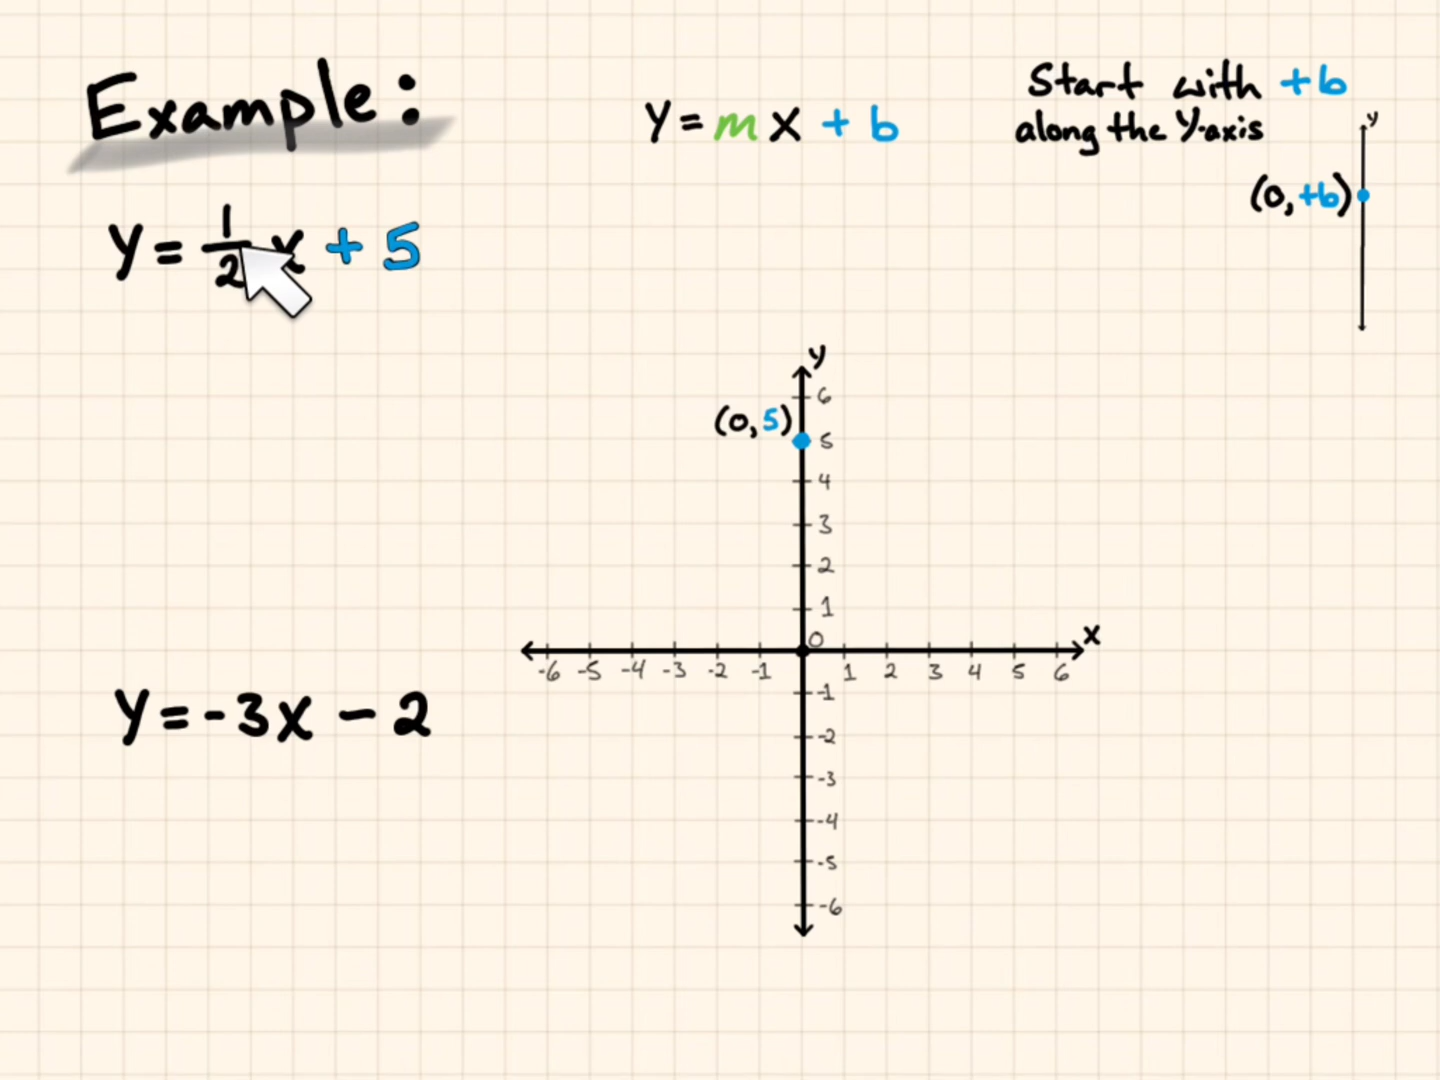 Example:
y = mx + b
Start with +b
along the Y-axis
y
(0, +b)
y = 1/2 x + 5
y
6
(0, 5)
5
4
3
2
1
0
x
-6 -5 -4 -3 -2 -1 1 2 3 4 5 6
-1
y = -3x - 2
-2
-3
-4
-5
-6